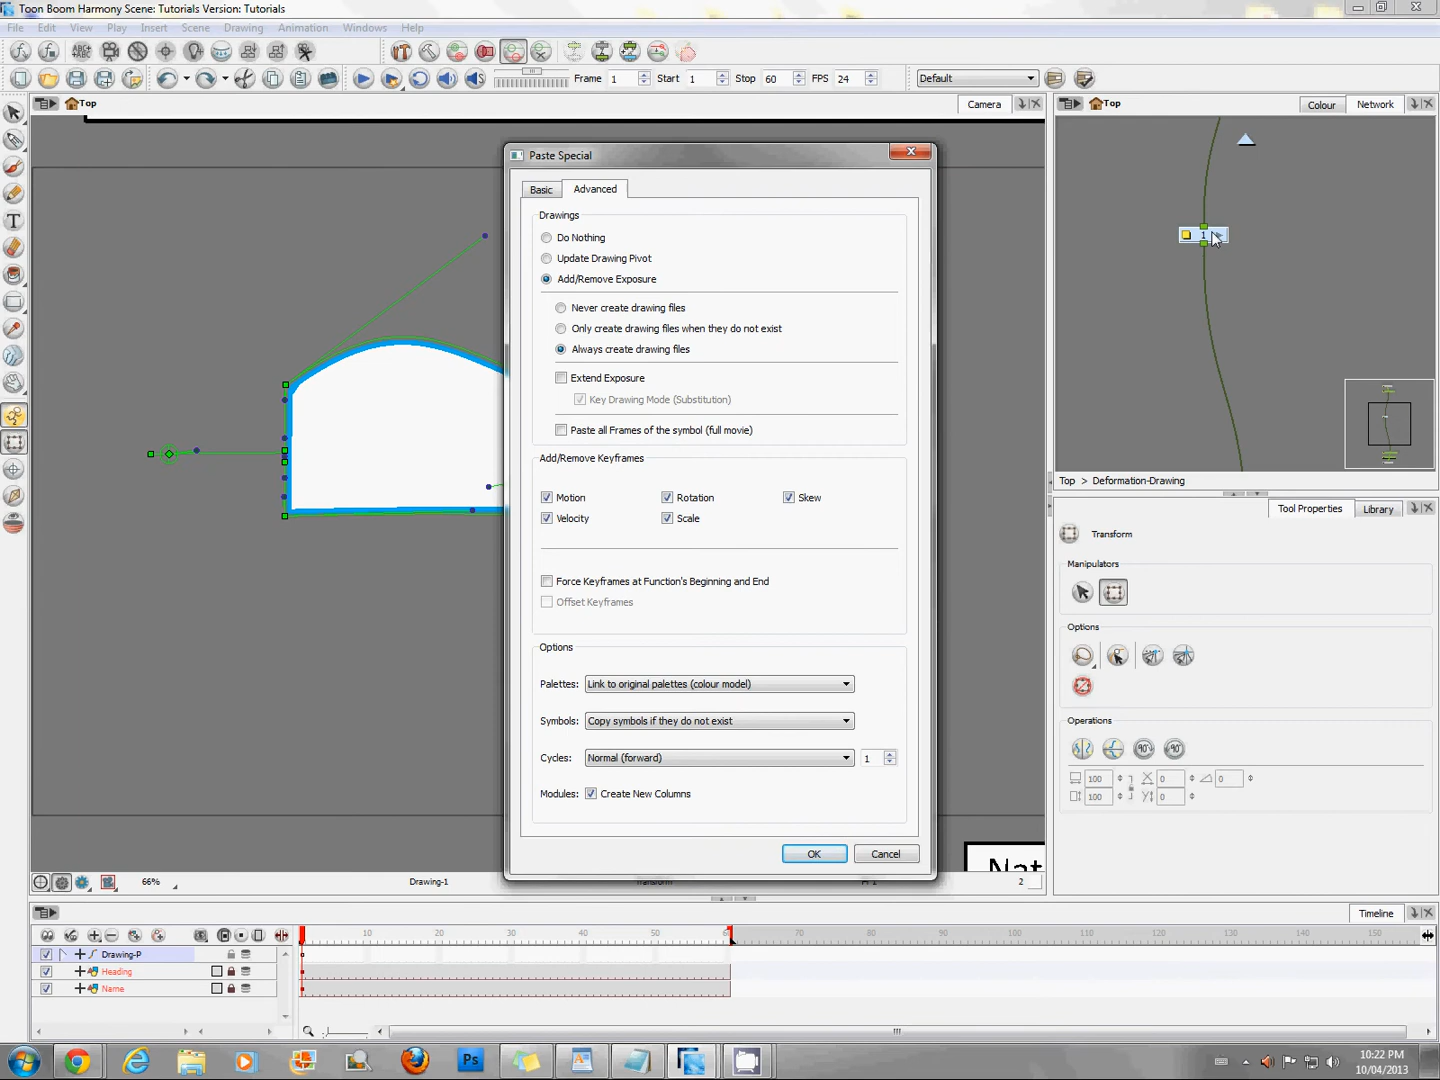 Toon Boom Harmony Scene: Tutorials Version: Tutorials
File Edit View Play Insert Scene Drawing Animation Windows Help
Frame 1 Start 1 Stop 60 FPS 24 Default
Top Camera Top Colour Network
Paste Special
Basic Advanced
Drawings
Do Nothing
Update Drawing Pivot
Add/Remove Exposure
Never create drawing files
Only create drawing files when they do not exist
Always create drawing files
Extend Exposure
Key Drawing Mode (Substitution)
Paste all Frames of the symbol (full movie)
Add/Remove Keyframes
Motion Rotation Skew
Velocity Scale
Force Keyframes at Function's Beginning and End
Offset Keyframes
Options
Palettes: Link to original palettes (colour model)
Symbols: Copy symbols if they do not exist
Cycles: Normal (forward) 1
Modules: Create New Columns
OK Cancel
1
Top > Deformation-Drawing
Tool Properties Library
Transform
Manipulators
Options
Operations
90° 90°
100 0 0
100 0
Nat
66% Drawing-1 Transform 2
Timeline
10 20 30 40 50 70 80 90 100 110 120 130 140 150
Drawing-P
Heading
Name
Ps
10:22 PM
10/04/2013